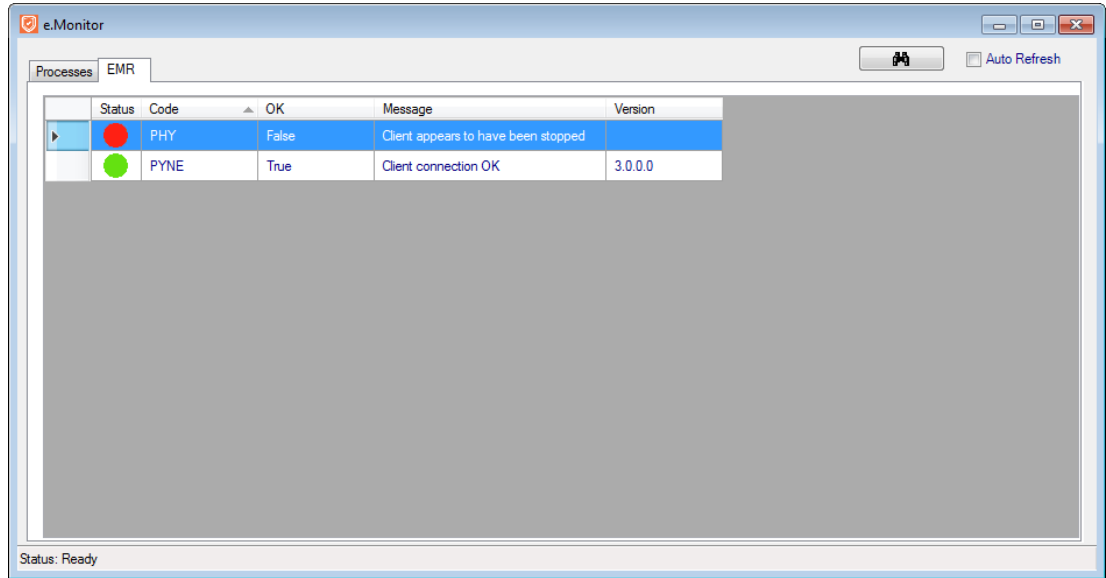 e.Monitor
Auto Refresh
Processes EMR
Status Code OK Message Version
PHY False Client appears to have been stopped
PYNE True Client connection OK 3.0.0.0
Status: Ready